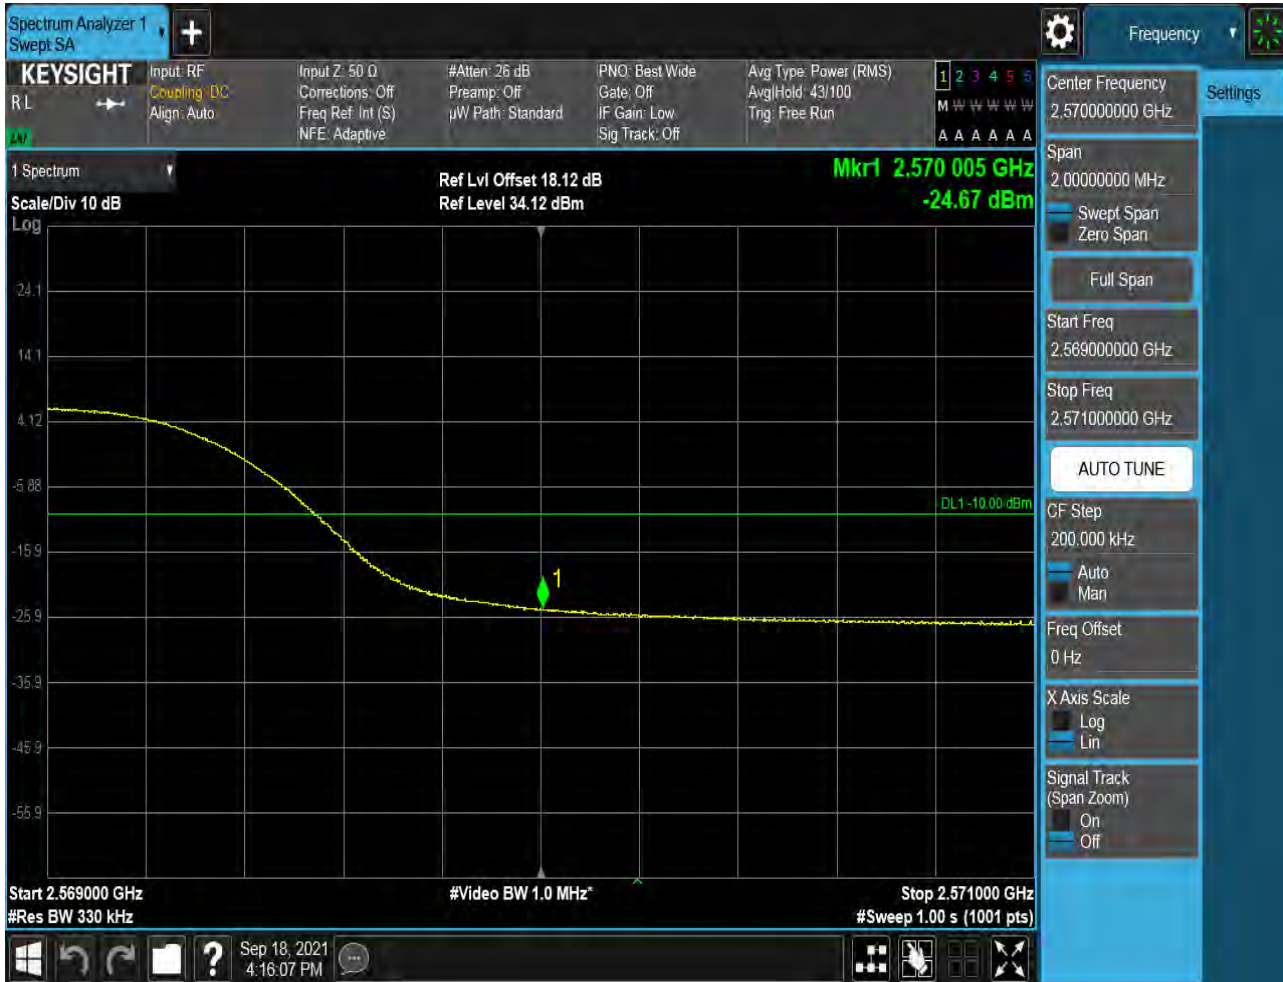 Spectrum Analyzer 1
Swept SA
+
Frequency
KEYSIGHT
RL
LNI
Input: RF
Coupling: DC
Align: Auto
Input Z: 50 Ω
Corrections: Off
Freq Ref: Int (S)
NFE: Adaptive
#Atten: 26 dB
Preamp: Off
µW Path: Standard
PNO: Best Wide
Gate: Off
IF Gain: Low
Sig Track: Off
Avg Type: Power (RMS)
Avg|Hold: 43/100
Trig: Free Run
1 2 3 4 5 6
M W W W W W
A A A A A A
1 Spectrum
Scale/Div 10 dB
Log
Ref Lvl Offset 18.12 dB
Ref Level 34.12 dBm
Mkr1 2.570 005 GHz
-24.67 dBm
24.1
14.1
4.12
-5.88
-15.9
-25.9
-35.9
-45.9
-55.9
DL1 -10.00 dBm
1
Start 2.569000 GHz
#Res BW 330 kHz
#Video BW 1.0 MHz*
Stop 2.571000 GHz
#Sweep 1.00 s (1001 pts)
Center Frequency
2.570000000 GHz
Settings
Span
2.00000000 MHz
Swept Span
Zero Span
Full Span
Start Freq
2.569000000 GHz
Stop Freq
2.571000000 GHz
AUTO TUNE
CF Step
200.000 kHz
Auto
Man
Freq Offset
0 Hz
X Axis Scale
Log
Lin
Signal Track
(Span Zoom)
On
Off
?
Sep 18, 2021
4:16:07 PM